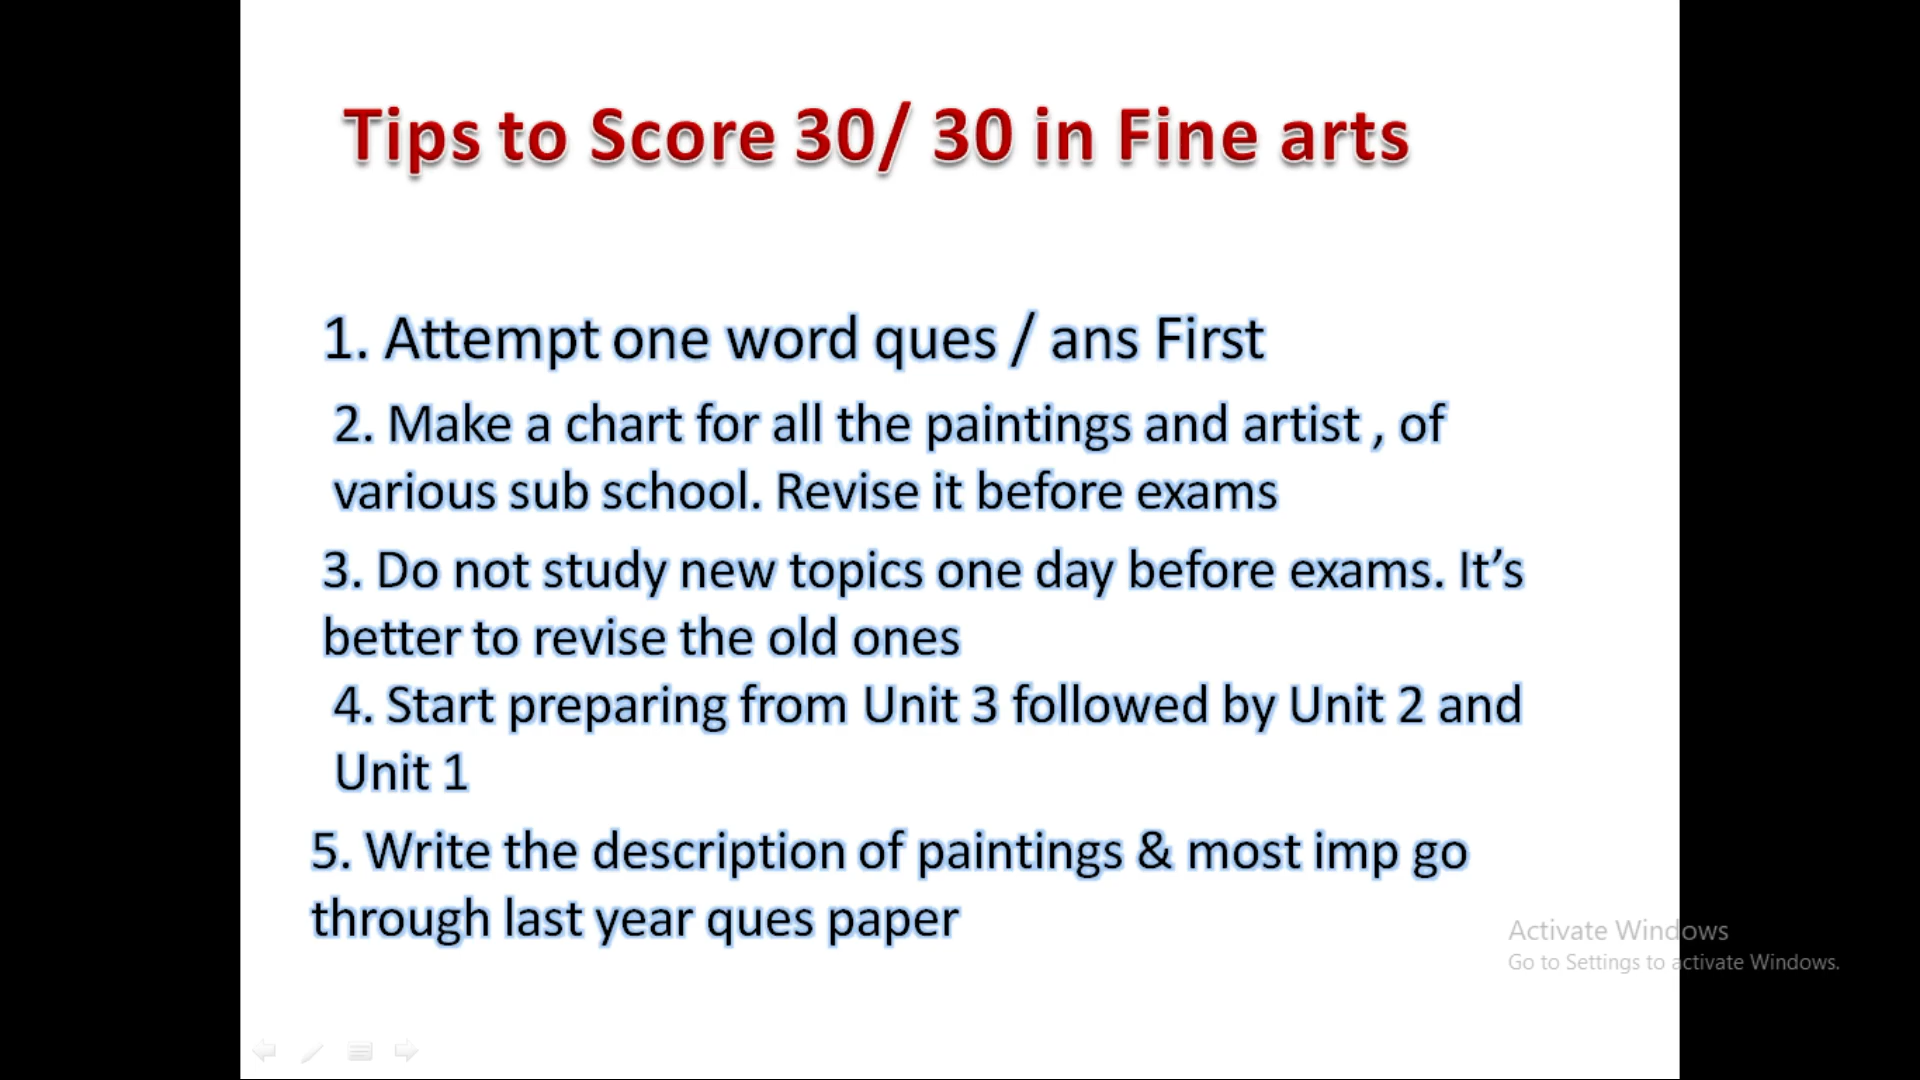 Tips to Score 30/ 30 in Fine arts
1. Attempt one word ques / ans First
2. Make a chart for all the paintings and artist , of
various sub school. Revise it before exams
3. Do not study new topics one day before exams. It’s
better to revise the old ones
4. Start preparing from Unit 3 followed by Unit 2 and
Unit 1
5. Write the description of paintings & most imp go
through last year ques paper
Activate Windows
Go to Settings to activate Windows.